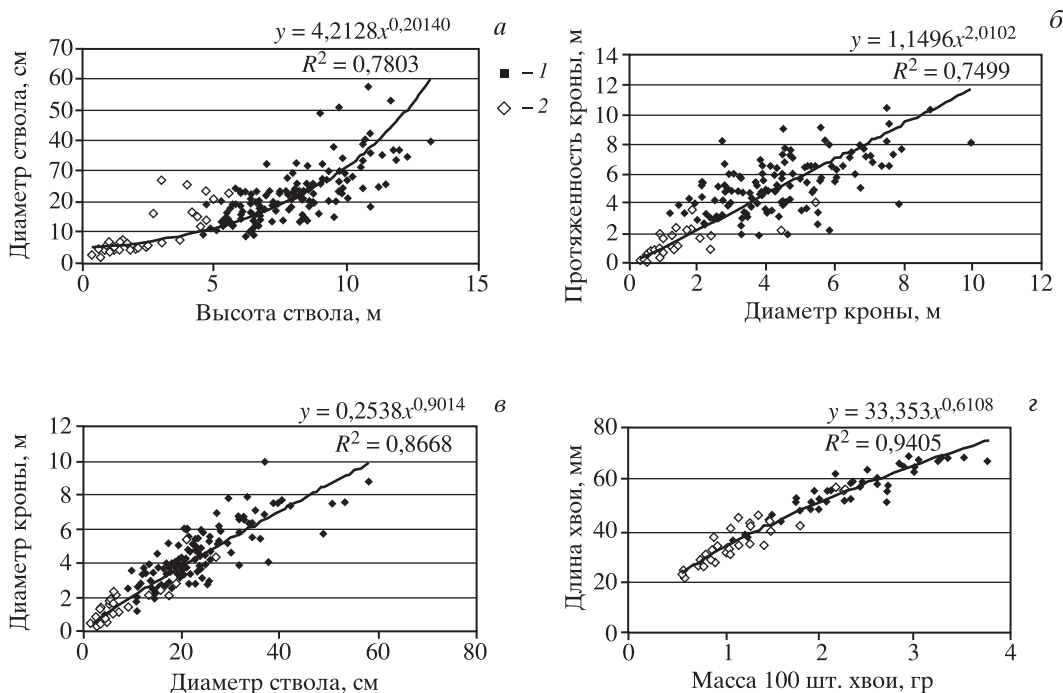 y = 4,2128x^0,20140
а
R² = 0,7803
Диаметр ствола, см
70
60
50
40
70
20
10
0
0
5
10
15
Высота ствола, м
– 1
– 2
б
y = 1,1496x^2,0102
R² = 0,7499
Протяженность кроны, м
14
12
10
8
6
4
2
0
0
2
4
6
8
10
12
Диаметр кроны, м
в
y = 0,2538x^0,9014
R² = 0,8668
Диаметр кроны, м
12
10
8
6
4
2
0
0
20
40
60
80
Диаметр ствола, см
г
y = 33,353x^0,6108
R² = 0,9405
Длина хвои, мм
80
60
40
20
0
0
1
2
3
4
Масса 100 шт. хвои, гр